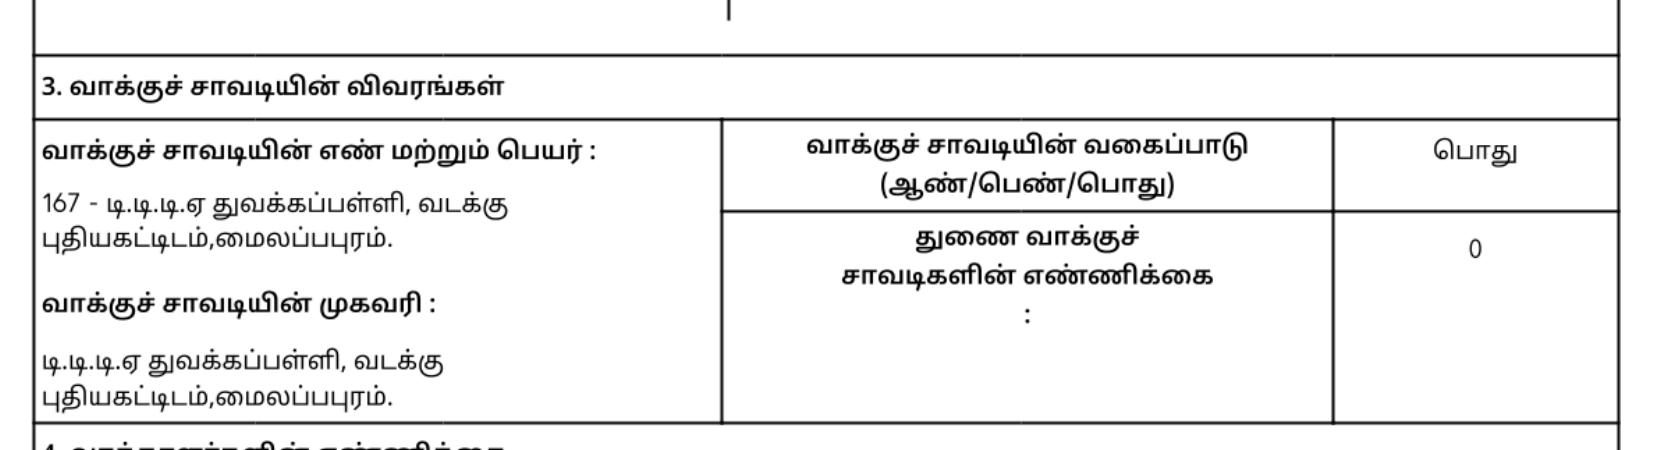 3. வாக்குச் சாவடியின் விவரங்கள்
வாக்குச் சாவடியின் எண் மற்றும் பெயர் :
167 - டி.டி.டி.ஏ துவக்கப்பள்ளி, வடக்கு
புதியகட்டிடம்,மைலப்பபுரம்.
வாக்குச் சாவடியின் முகவரி :
டி.டி.டி.ஏ துவக்கப்பள்ளி, வடக்கு
புதியகட்டிடம்,மைலப்பபுரம்.
வாக்குச் சாவடியின் வகைப்பாடு
(ஆண்/பெண்/பொது)
பொது
துணை வாக்குச்
சாவடிகளின் எண்ணிக்கை
:
0